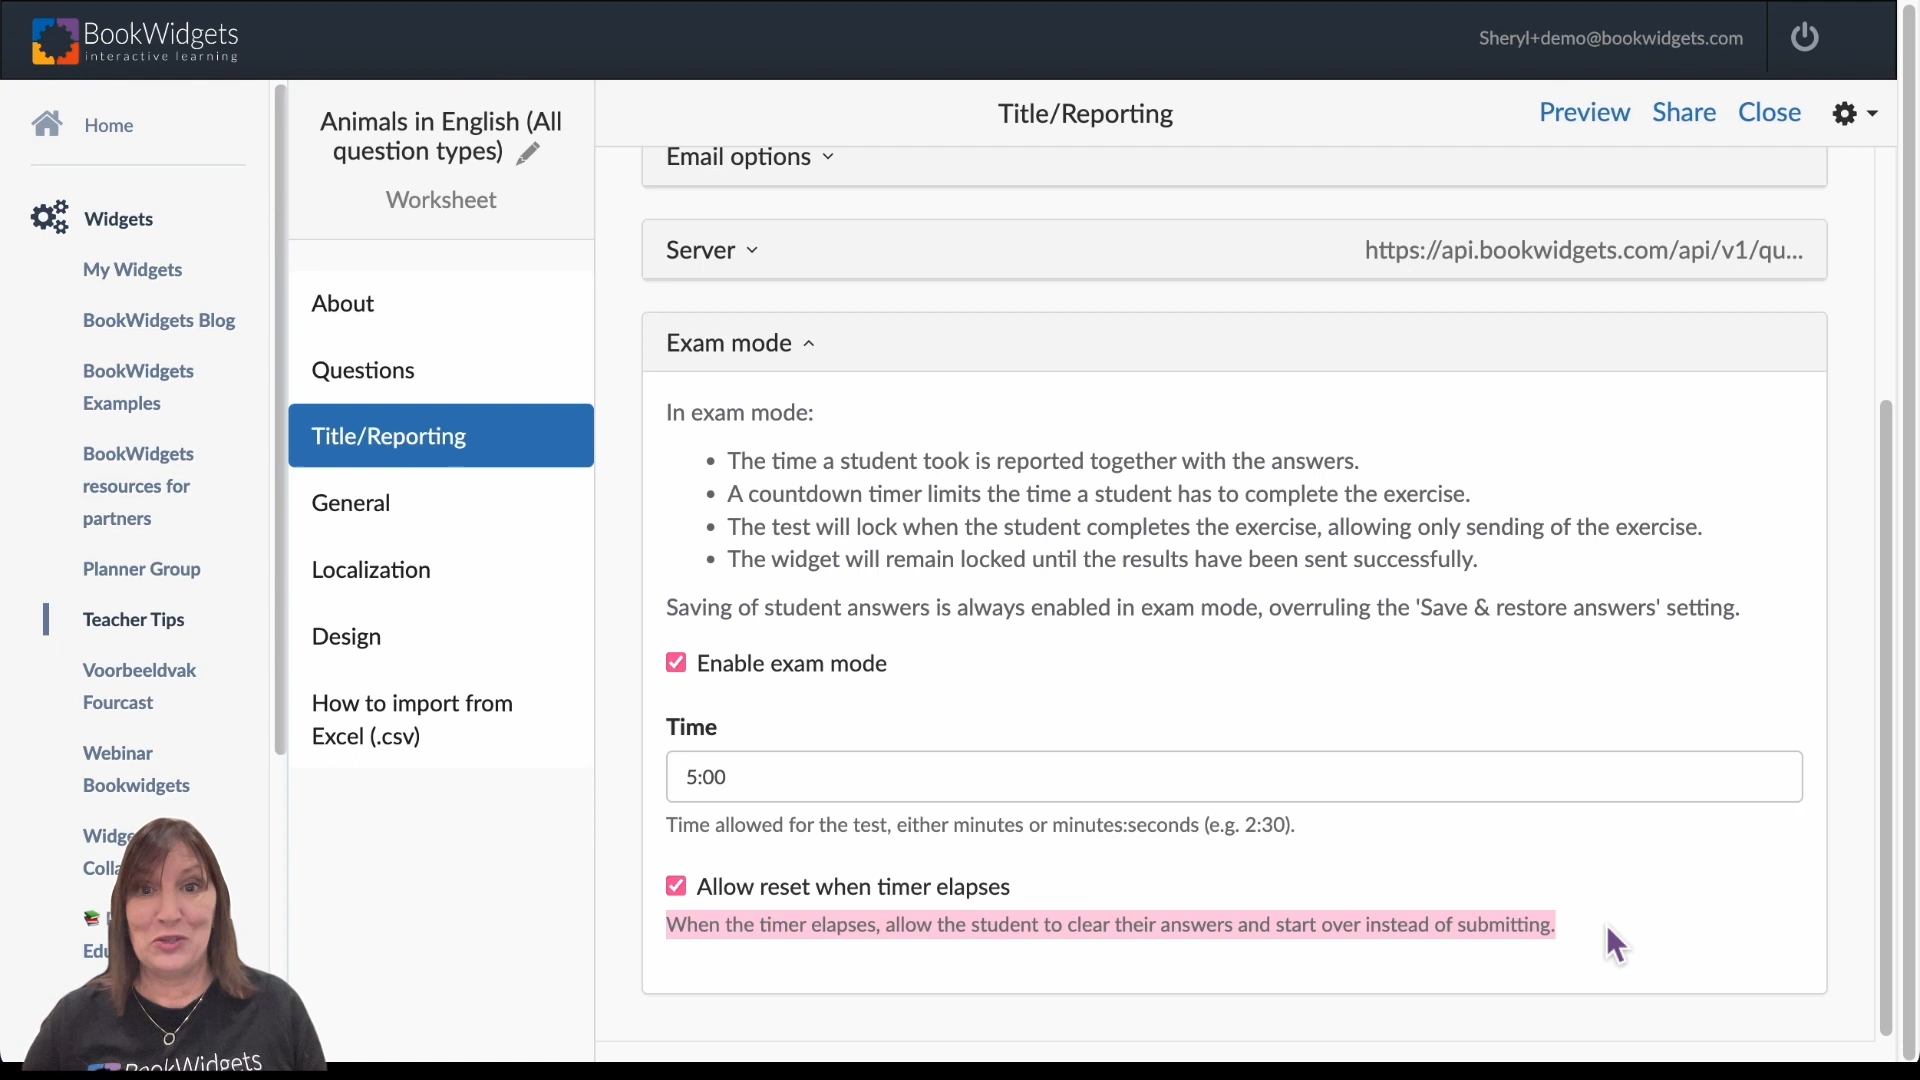 BookWidgets
interactive learning
Sheryl+demo@bookwidgets.com
Home
Widgets
My Widgets
BookWidgets Blog
BookWidgets
Examples
BookWidgets
resources for
partners
Planner Group
Teacher Tips
Voorbeeldvak
Fourcast
Webinar
Bookwidgets
Animals in English (All
question types)
Worksheet
About
Questions
Title/Reporting
General
Localization
Design
How to import from
Excel (.csv)
Title/Reporting
Preview Share Close
Email options
Server https://api.bookwidgets.com/api/v1/qu...
Exam mode
In exam mode:
• The time a student took is reported together with the answers.
• A countdown timer limits the time a student has to complete the exercise.
• The test will lock when the student completes the exercise, allowing only sending of the exercise.
• The widget will remain locked until the results have been sent successfully.
Saving of student answers is always enabled in exam mode, overruling the 'Save & restore answers' setting.
Enable exam mode
Time
5:00
Time allowed for the test, either minutes or minutes:seconds (e.g. 2:30).
Allow reset when timer elapses
When the timer elapses, allow the student to clear their answers and start over instead of submitting.
BookWidgets